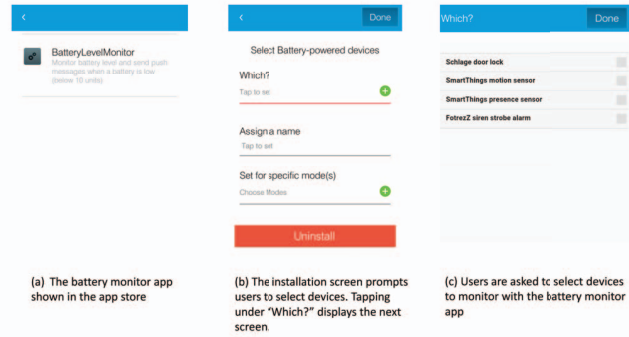 BatteryLevelMonitor
Monitor battery level and send push
messages when a battery is low
(below 10 units)
Done
Select Battery-powered devices
Which?
Tap to set
Assign a name
Tap to set
Set for specific mode(s)
Choose Modes
Uninstall
Which?
Done
Schlage door lock
SmartThings motion sensor
SmartThings presence sensor
FotrezZ siren strobe alarm
(a) The battery monitor app
shown in the app store
(b) The installation screen prompts
users to select devices. Tapping
under "Which?" displays the next
screen.
(c) Users are asked to select devices
to monitor with the battery monitor
app